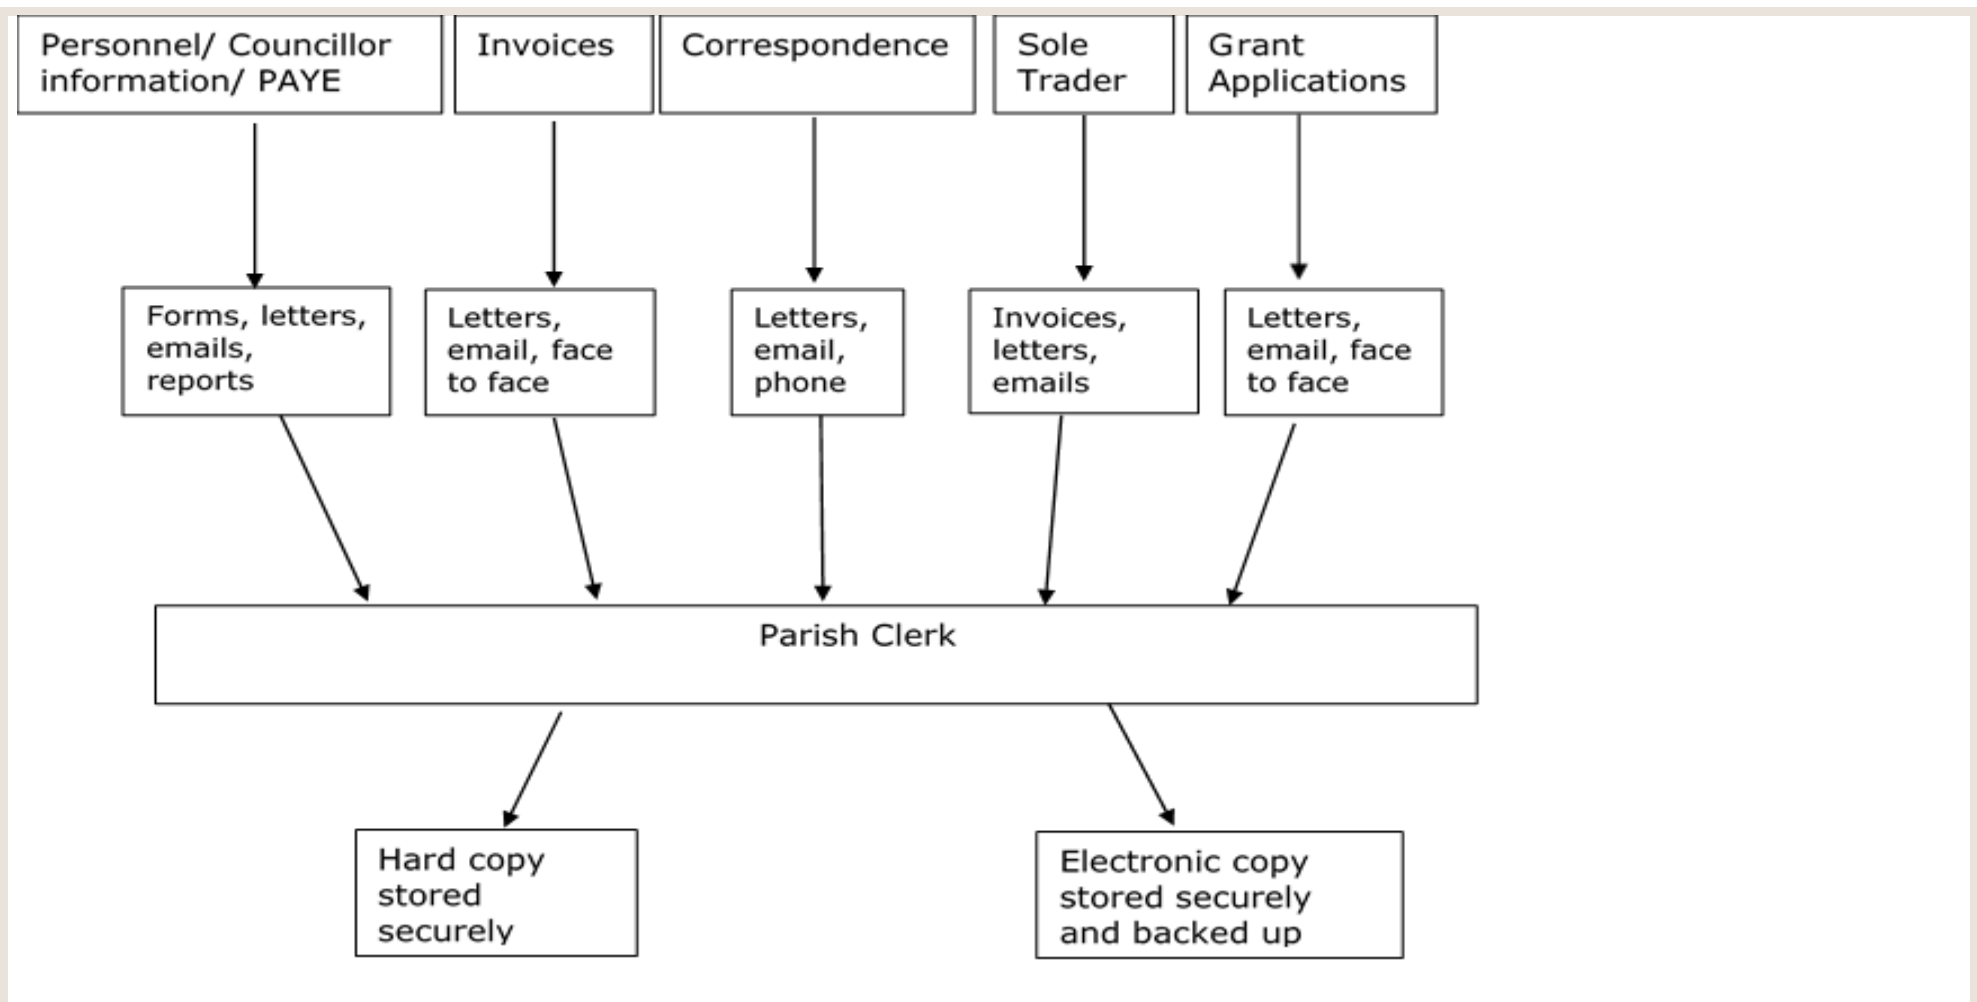 Personnel/ Councillor
information/ PAYE
Invoices
Correspondence
Sole
Trader
Grant
Applications
Forms, letters,
emails,
reports
Letters,
email, face
to face
Letters,
email,
phone
Invoices,
letters,
emails
Letters,
email, face
to face
Parish Clerk
Hard copy
stored
securely
Electronic copy
stored securely
and backed up